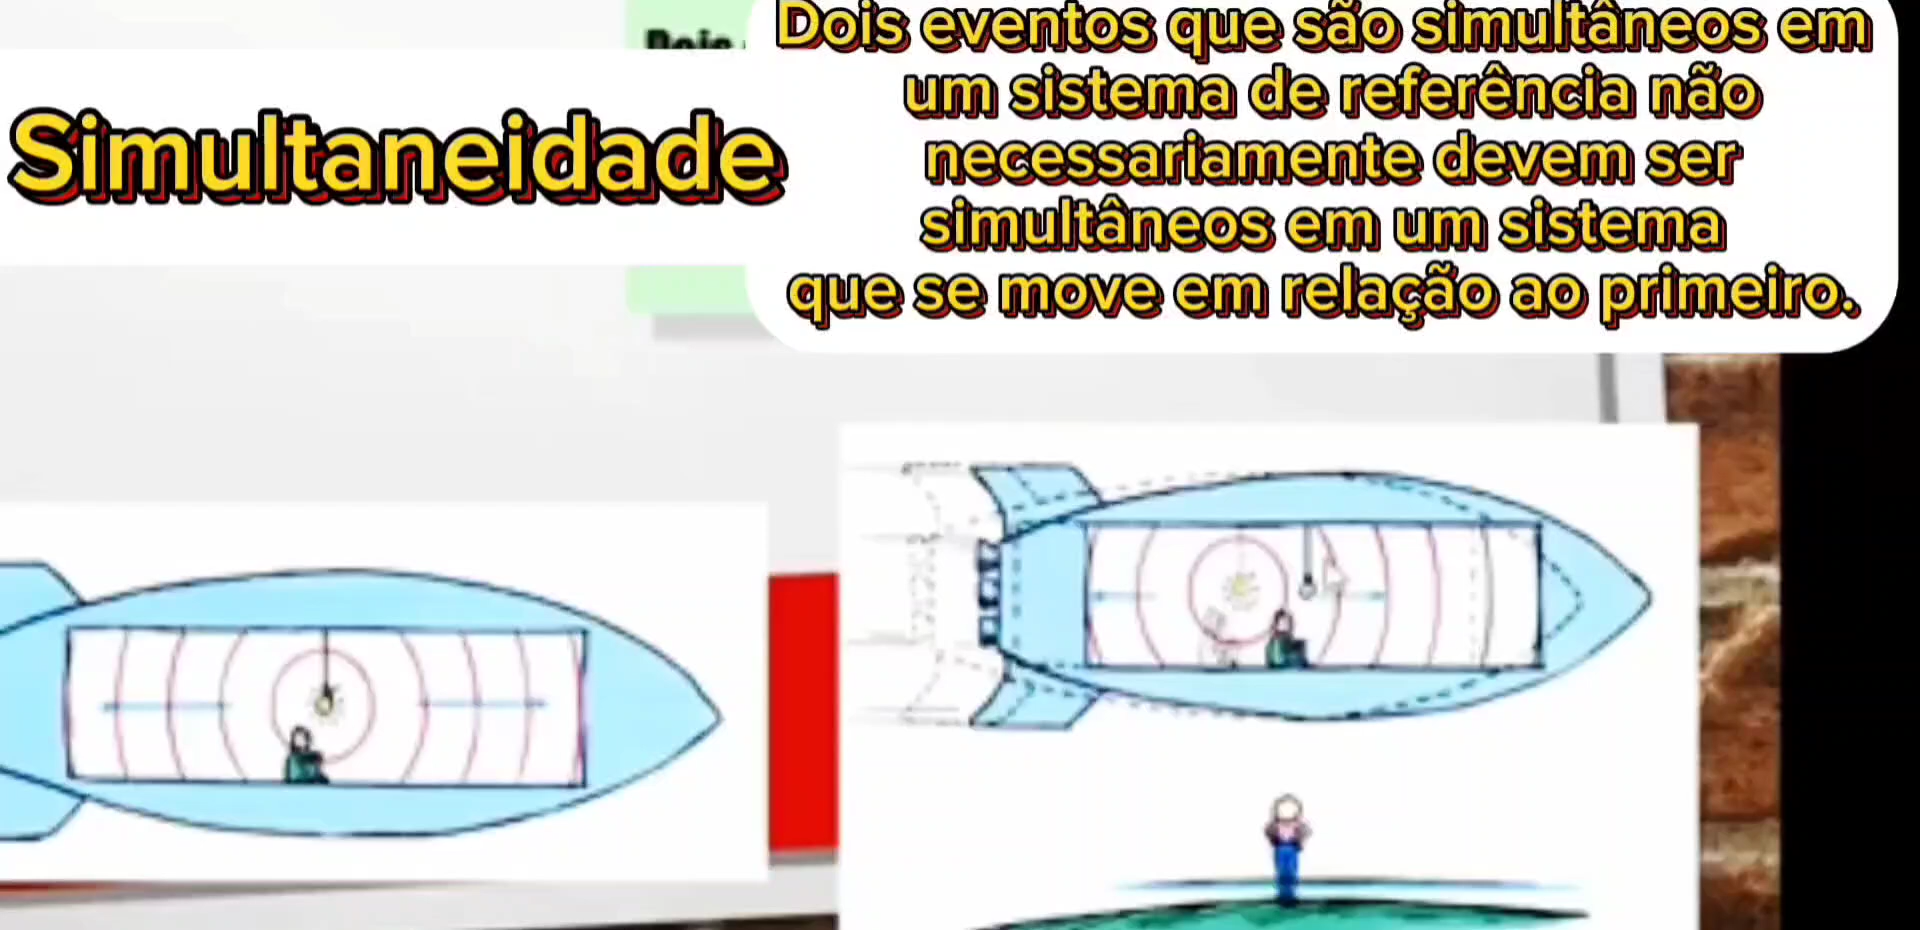 Dois
Simultaneidade
Dois eventos que são simultâneos em
um sistema de referência não
necessariamente devem ser
simultâneos em um sistema
que se move em relação ao primeiro.